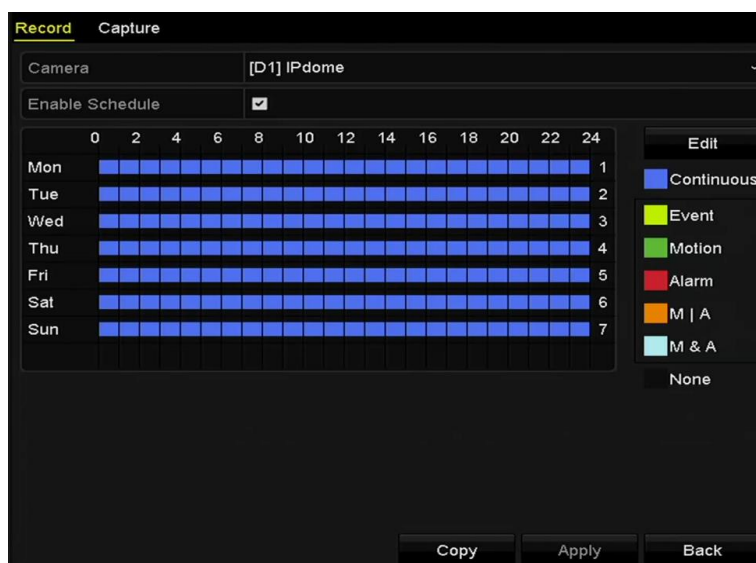 Record Capture
Camera [D1] IPdome
Enable Schedule
0 2 4 6 8 10 12 14 16 18 20 22 24
Edit
Mon 1
Continuous
Tue 2
Wed 3
Event
Thu 4
Motion
Fri 5
Alarm
Sat 6
M | A
Sun 7
M & A
None
Copy Apply Back